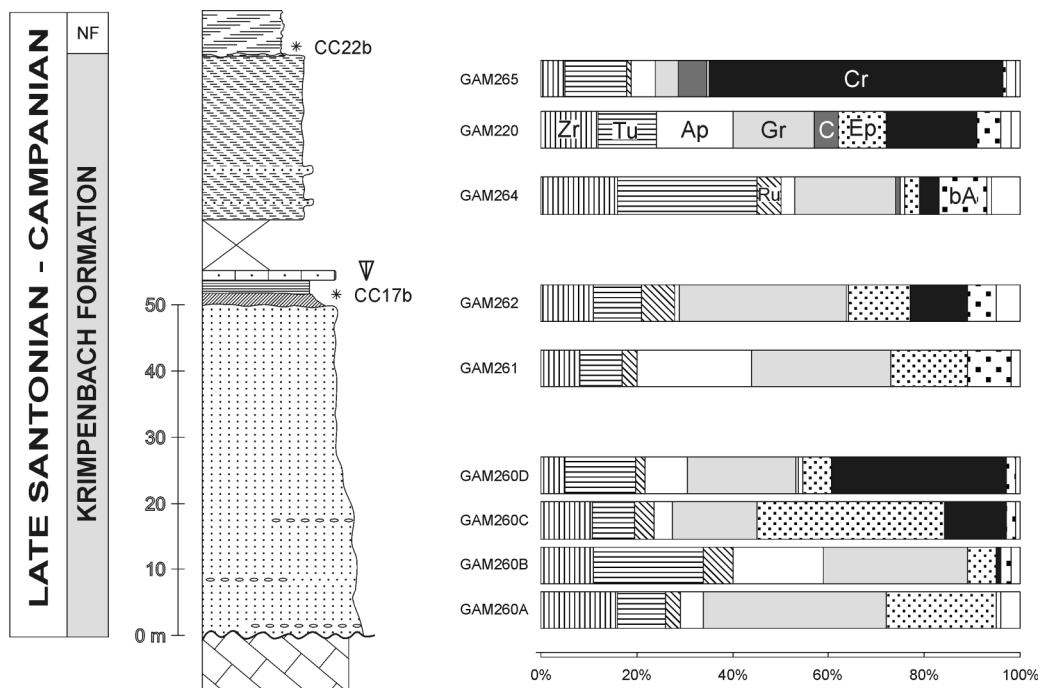 LATE SANTONIAN - CAMPANIAN
NF
KRIMPENBACH FORMATION
CC22b
CC17b
50
40
30
20
10
0 m
GAM265
Cr
GAM220
Zr
Tu
Ap
Gr
C
Ep
GAM264
Ru
bA
GAM262
GAM261
GAM260D
GAM260C
GAM260B
GAM260A
0%
20%
40%
60%
80%
100%